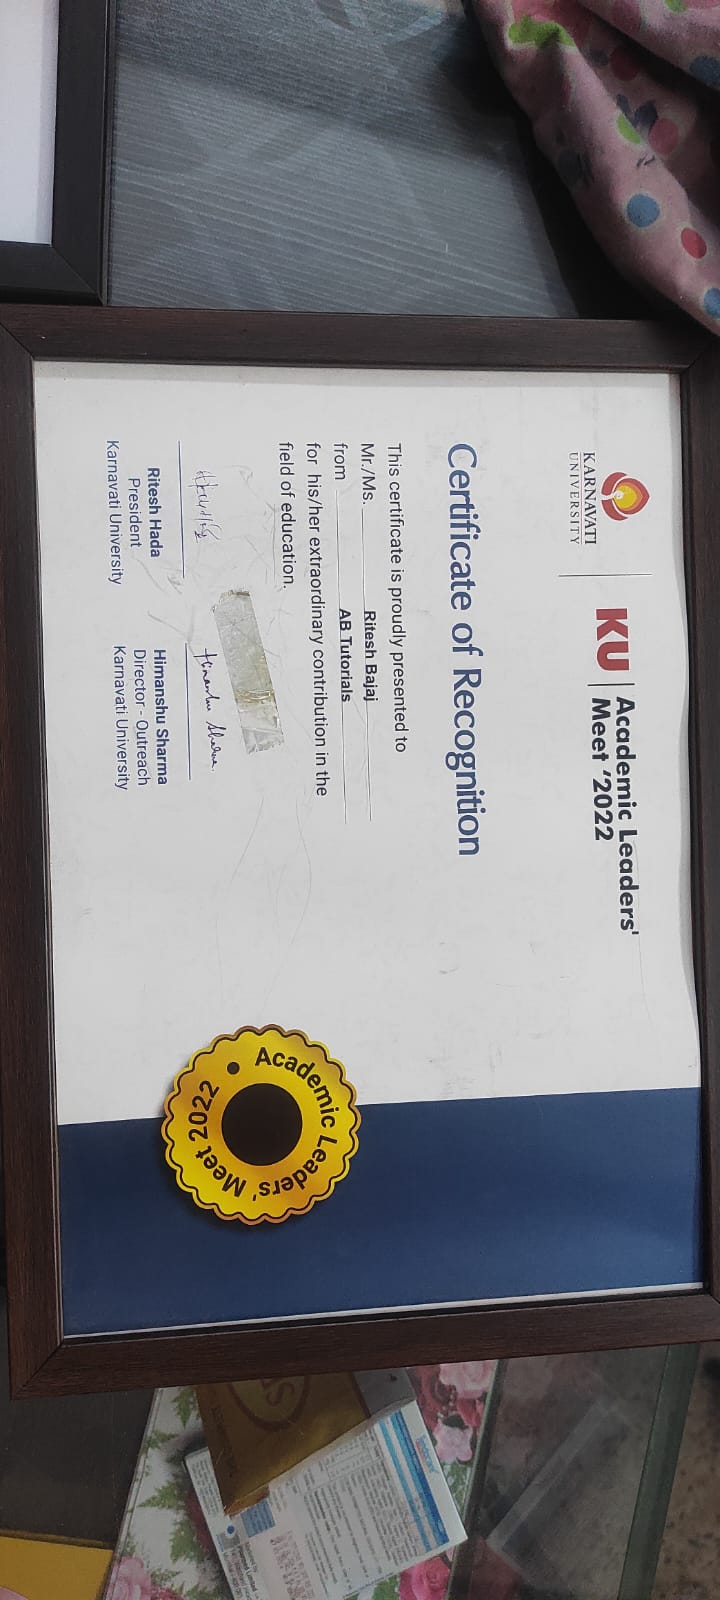 KARNAVATI
UNIVERSITY
KU
Academic Leaders'
Meet ‘2022
Certificate of Recognition
This certificate is proudly presented to
Mr./Ms. Ritesh Bajaj
from AB Tutorials
for his/her extraordinary contribution in the
field of education.
Himanshu Sharma
Ritesh Hada
President
Karnavati University
Himanshu Sharma
Director - Outreach
Karnavati University
Academic Leaders' Meet 2022